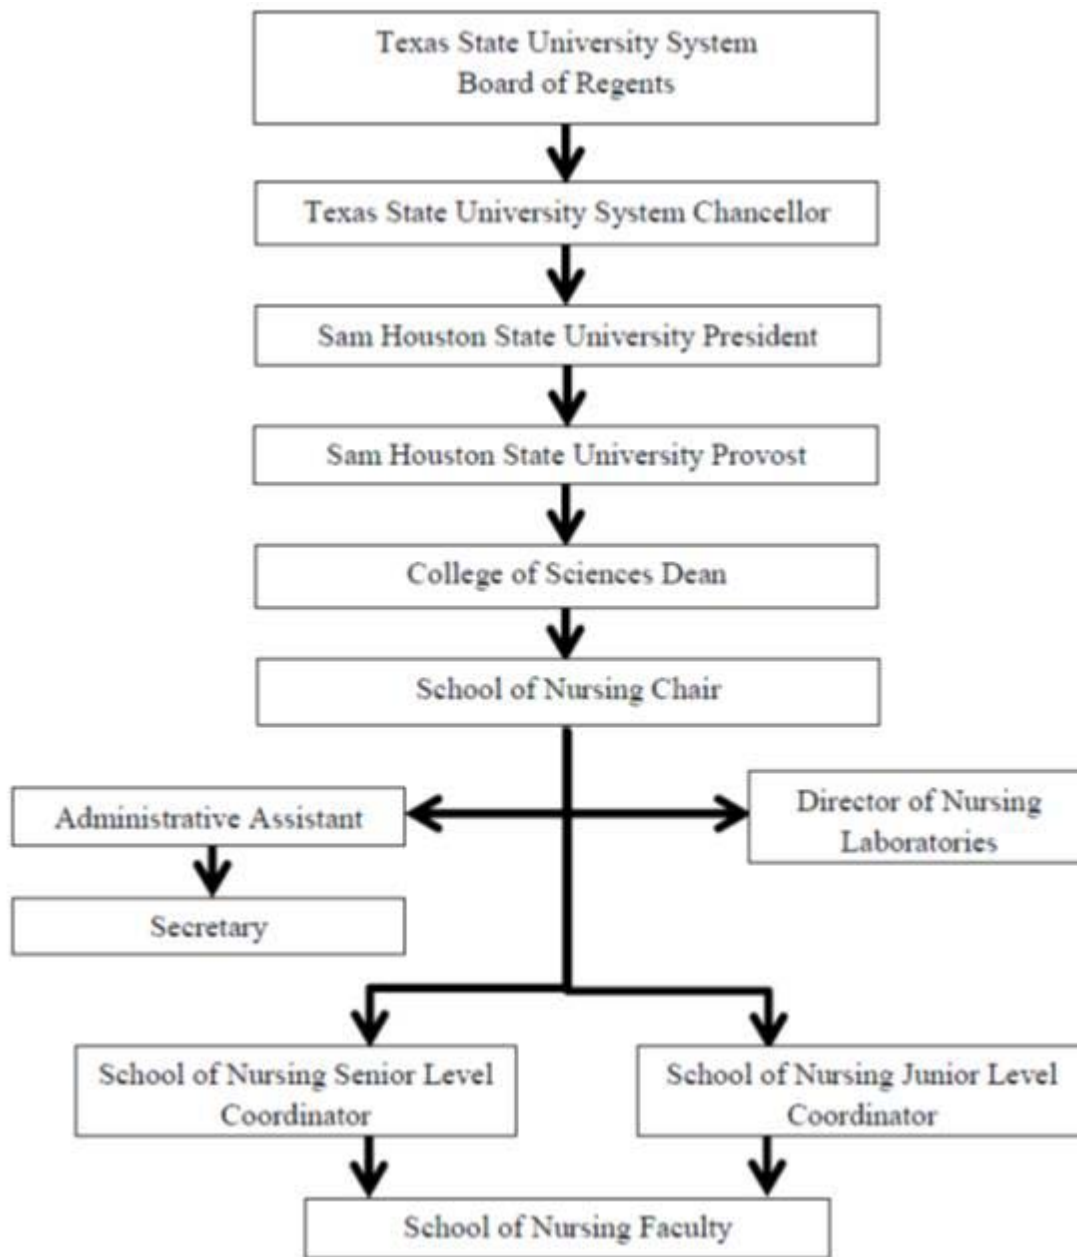 Texas State University System
Board of Regents
Texas State University System Chancellor
Sam Houston State University President
Sam Houston State University Provost
College of Sciences Dean
School of Nursing Chair
Administrative Assistant
Director of Nursing
Laboratories
Secretary
School of Nursing Senior Level
Coordinator
School of Nursing Junior Level
Coordinator
School of Nursing Faculty